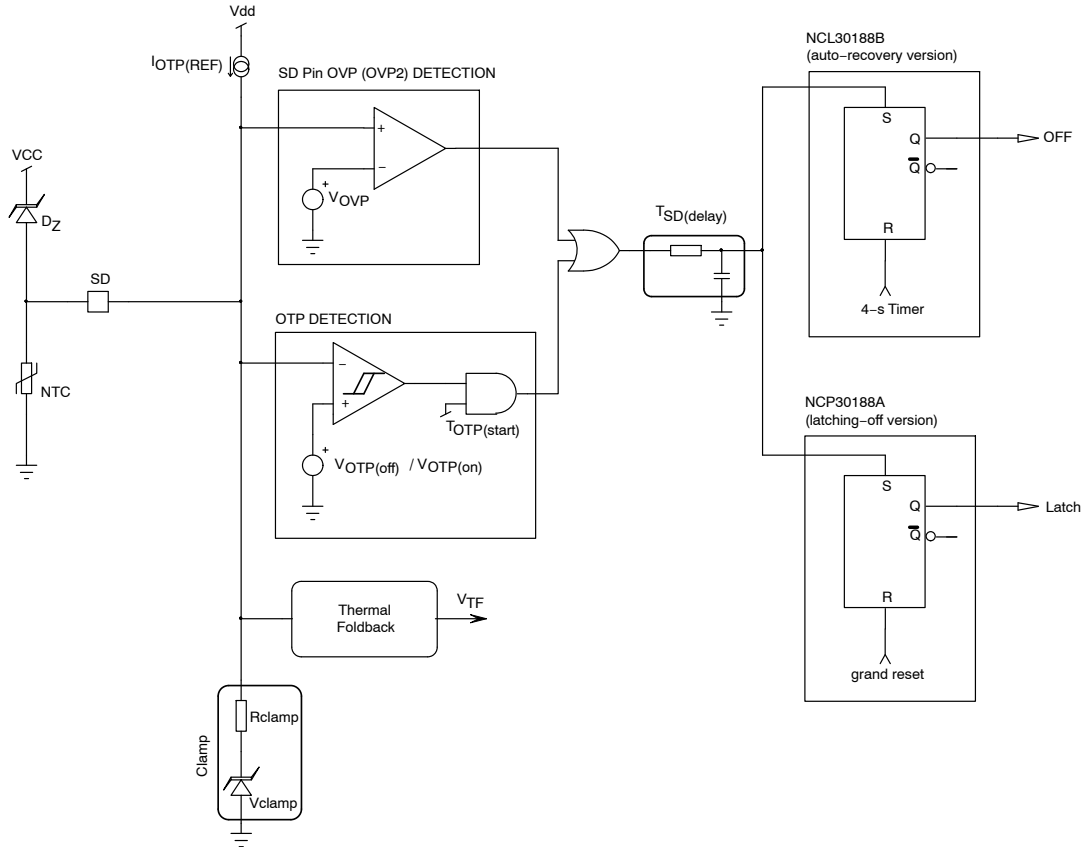 Vdd
IOTP(REF)
SD Pin OVP (OVP2) DETECTION
+
−
+
VOVP
VCC
DZ
SD
NTC
OTP DETECTION
−
+
TOTP(start)
+
VOTP(off) / VOTP(on)
TSD(delay)
NCL30188B
(auto−recovery version)
S
Q
Q
R
OFF
4−s Timer
NCP30188A
(latching−off version)
S
Q
Q
R
Latch
grand reset
Thermal
Foldback
VTF
Clamp
Rclamp
Vclamp